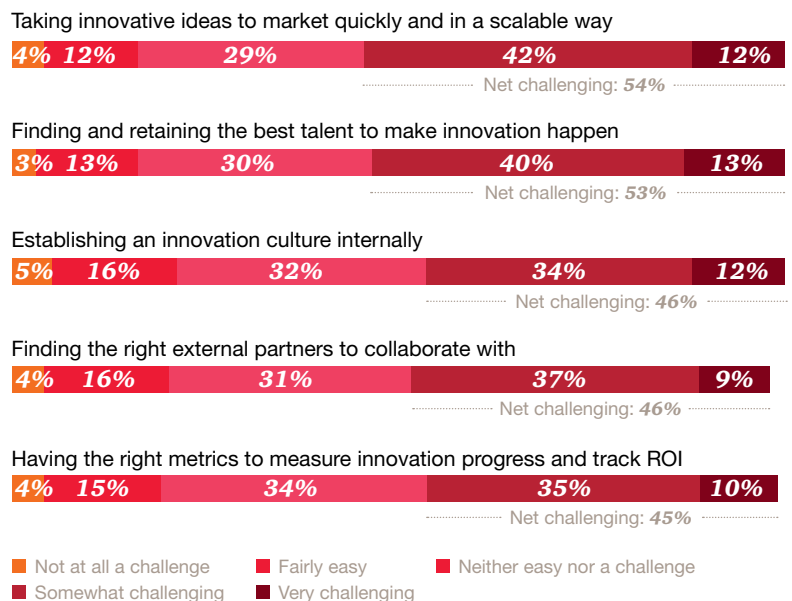 Taking innovative ideas to market quickly and in a scalable way
4% 12% 29% 42% 12%
Net challenging: 54%
Finding and retaining the best talent to make innovation happen
3% 13% 30% 40% 13%
Net challenging: 53%
Establishing an innovation culture internally
5% 16% 32% 34% 12%
Net challenging: 46%
Finding the right external partners to collaborate with
4% 16% 31% 37% 9%
Net challenging: 46%
Having the right metrics to measure innovation progress and track ROI
4% 15% 34% 35% 10%
Net challenging: 45%
Not at all a challenge Fairly easy Neither easy nor a challenge
Somewhat challenging Very challenging